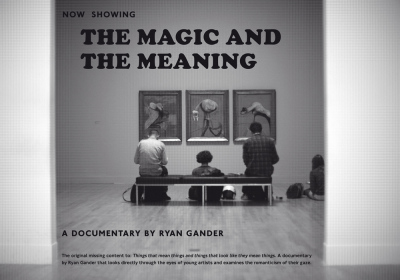 NOW SHOWING
THE MAGIC AND
THE MEANING
A DOCUMENTARY BY RYAN GANDER
The original missing content to: Things that mean things and things that look like they mean things. A documentary
by Ryan Gander that looks directly through the eyes of young artists and examines the romanticism of their gaze.